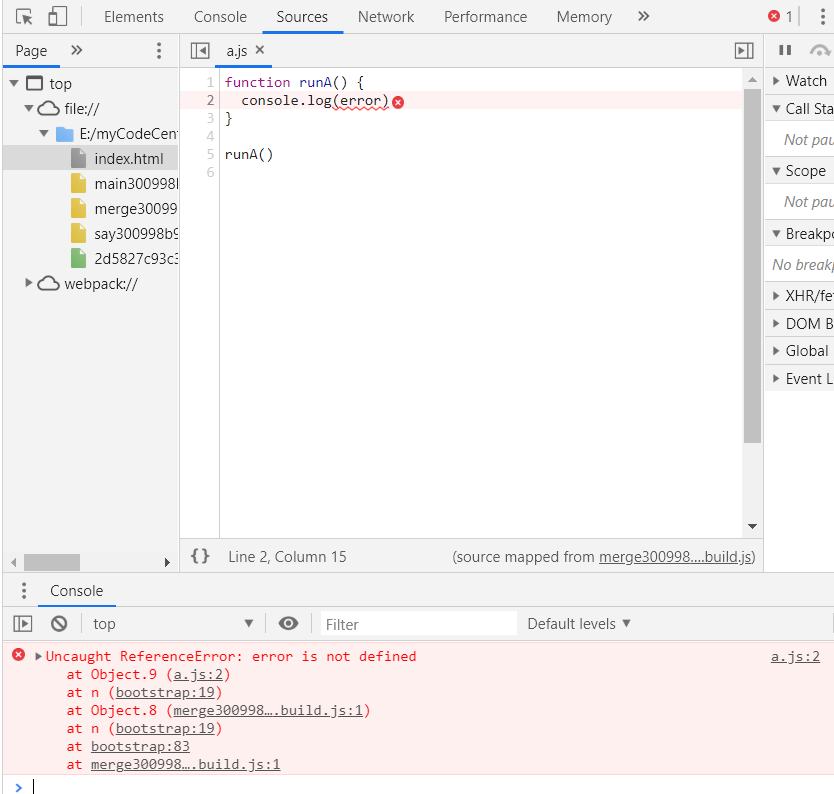 Elements Console Sources Network Performance Memory » 1
Page » a.js ×
top
file://
E:/myCodeCen
index.html
main300998
merge30099
say300998b9
2d5827c93c3
webpack://
1 function runA() {
2 console.log(error)
3 }
4
5 runA()
6
Watch
Call Sta
Not pau
Scope
Not pau
Breakpo
No breakp
XHR/fe
DOM B
Global
Event L
{ } Line 2, Column 15 (source mapped from merge300998....build.js)
Console
top Filter Default levels ▼
Uncaught ReferenceError: error is not defined a.js:2
at Object.9 (a.js:2)
at n (bootstrap:19)
at Object.8 (merge300998….build.js:1)
at n (bootstrap:19)
at bootstrap:83
at merge300998….build.js:1
>